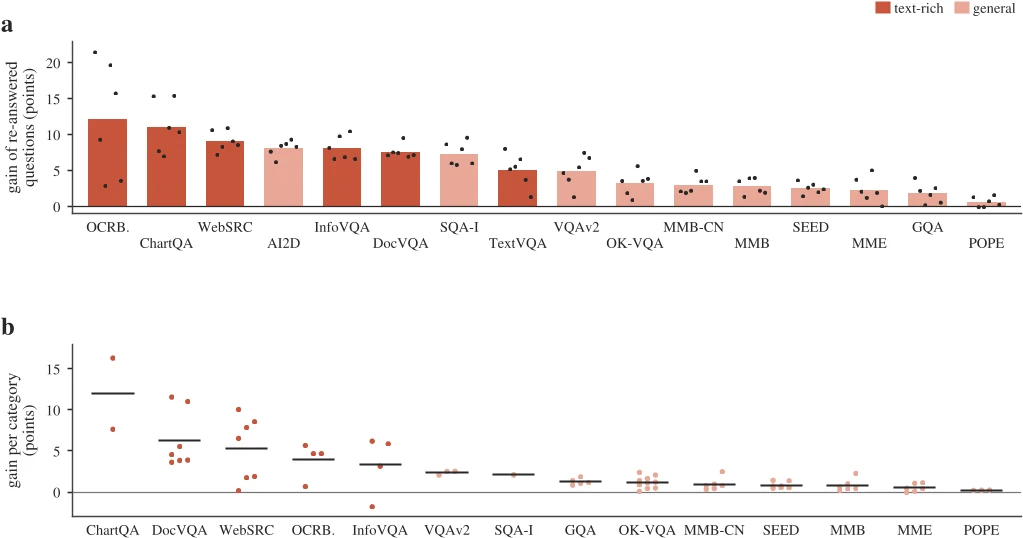 text-rich general
a
gain of re-answered
questions (points)
20
15
10
5
0
OCRB. WebSRC InfoVQA SQA-I VQAv2 MMB-CN SEED GQA
ChartQA AI2D DocVQA TextVQA OK-VQA MMB MME POPE
b
gain per category
(points)
15
10
5
0
ChartQA DocVQA WebSRC OCRB. InfoVQA VQAv2 SQA-I GQA OK-VQA MMB-CN SEED MMB MME POPE